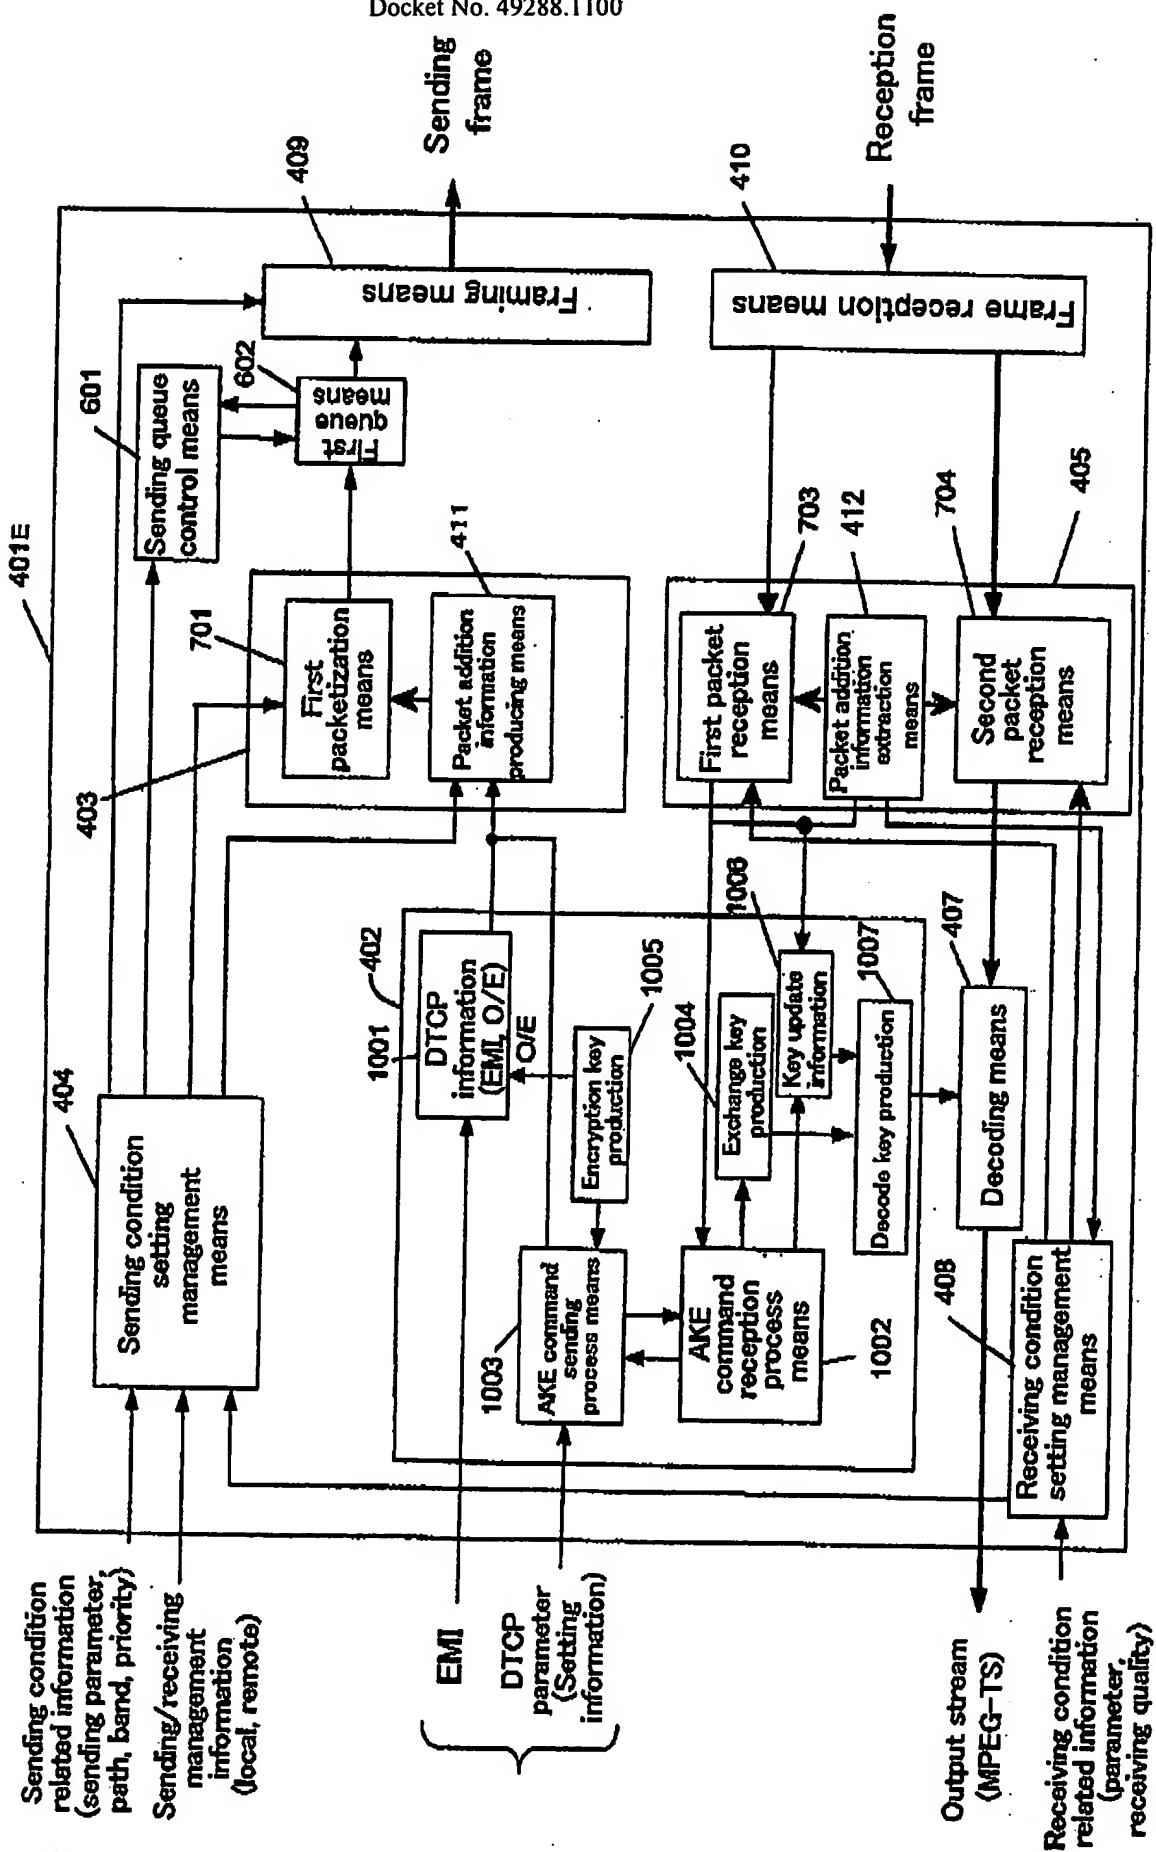 Docket No. 49288.1100
Sending condition
related information
(sending parameter,
path, band, priority)
Sending/receiving
management
information
(local, remote)
EMI
DTCP
parameter
(Setting
information)
Output stream
(MPEG-TS)
Receiving condition
related information
(parameter,
receiving quality)
401E
404
Sending condition
setting
management
means
601
Sending queue
control means
602
First
queue
means
409
Framing means
Sending
frame
403
701
First
packetization
means
411
Packet addition
information
producing means
402
1001
DTCP
information
(EMI, O/E)
O/E
1005
Encryption key
production
1003
AKE command
sending
process means
1002
AKE
command
reception
process
means
1004
Exchange key
production
1006
Key update
information
1007
Decode key production
407
Decoding means
408
Receiving condition
setting management
means
703
First packet
reception
means
412
Packet addition
information
extraction
means
704
Second
packet
reception
means
405
410
Frame reception means
Reception
frame